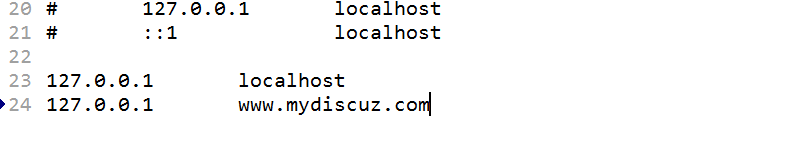 20 #       127.0.0.1       localhost
21 #       ::1             localhost
22
23 127.0.0.1       localhost
24 127.0.0.1       www.mydiscuz.com